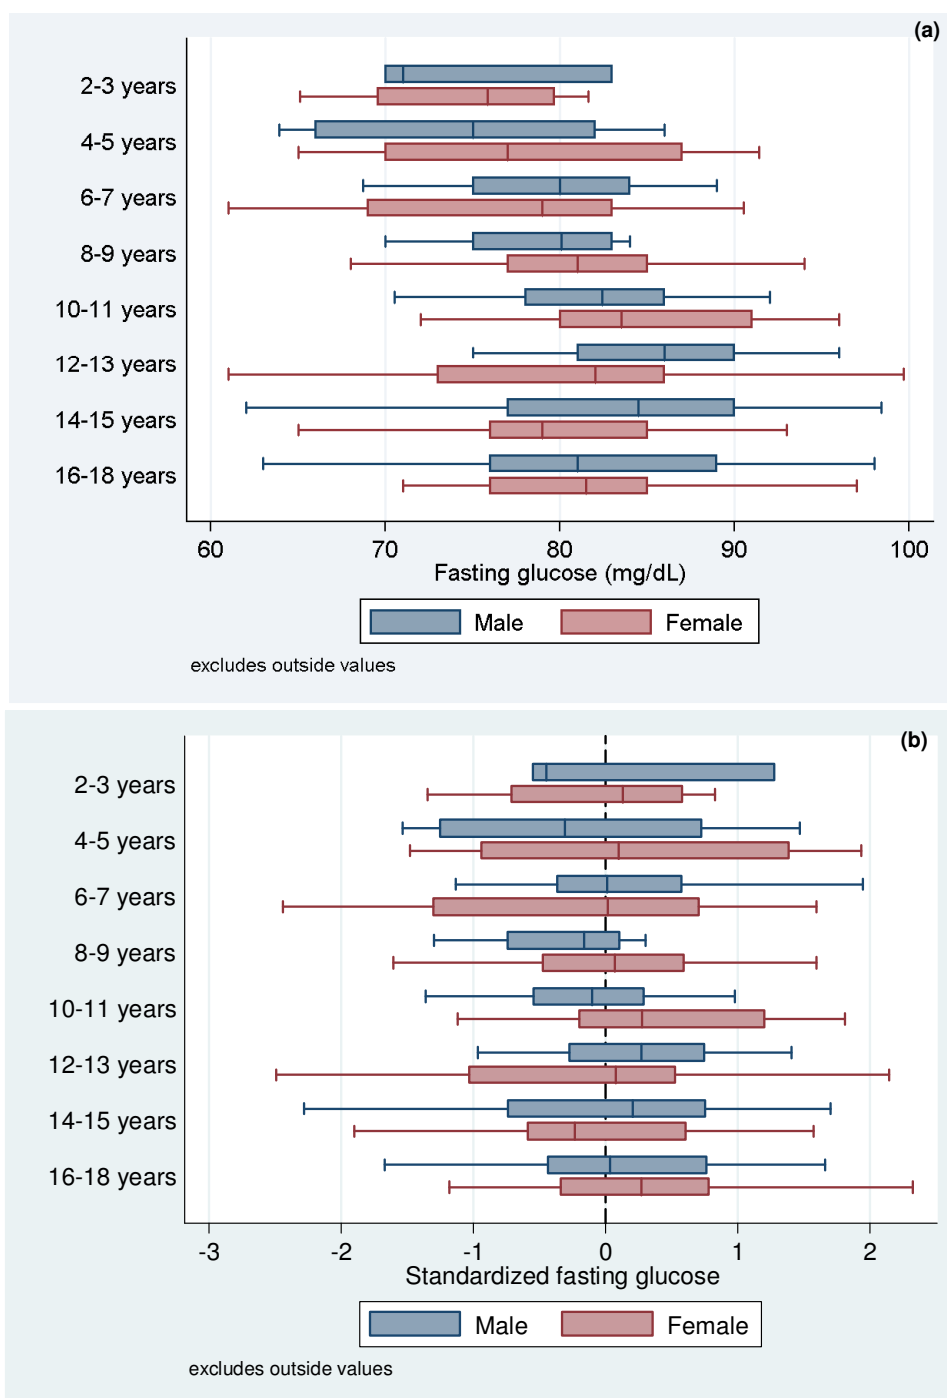 (a)
2-3 years
4-5 years
6-7 years
8-9 years
10-11 years
12-13 years
14-15 years
16-18 years
60 70 80 90 100
Fasting glucose (mg/dL)
Male Female
excludes outside values
(b)
2-3 years
4-5 years
6-7 years
8-9 years
10-11 years
12-13 years
14-15 years
16-18 years
-3 -2 -1 0 1 2
Standardized fasting glucose
Male Female
excludes outside values